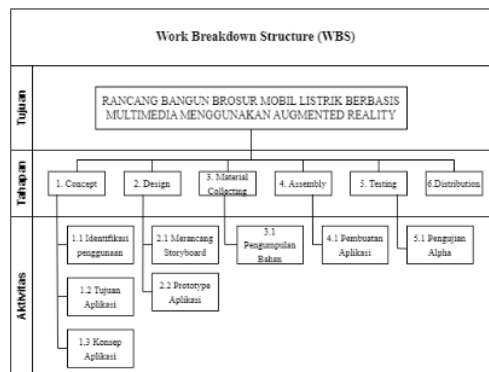 Work Breakdown Structure (WBS)
Tujuan
RANCANG BANGUN BROSUR MOBIL LISTRIK BERBASIS
MULTIMEDIA MENGGUNAKAN AUGMENTED REALITY
Tahapan
1. Concept
2. Design
3. Material
Collecting
4. Assembly
5. Testing
6.Distribution
Aktivitas
1.1 Identifikasi
penggunaan
2.1 Merancang
Storyboard
3.1
Pengumpulan
Bahan
4.1 Pembuatan
Aplikasi
5.1 Pengujian
Alpha
1.2 Tujuan
Aplikasi
2.2 Prototype
Aplikasi
1.3 Konsep
Aplikasi